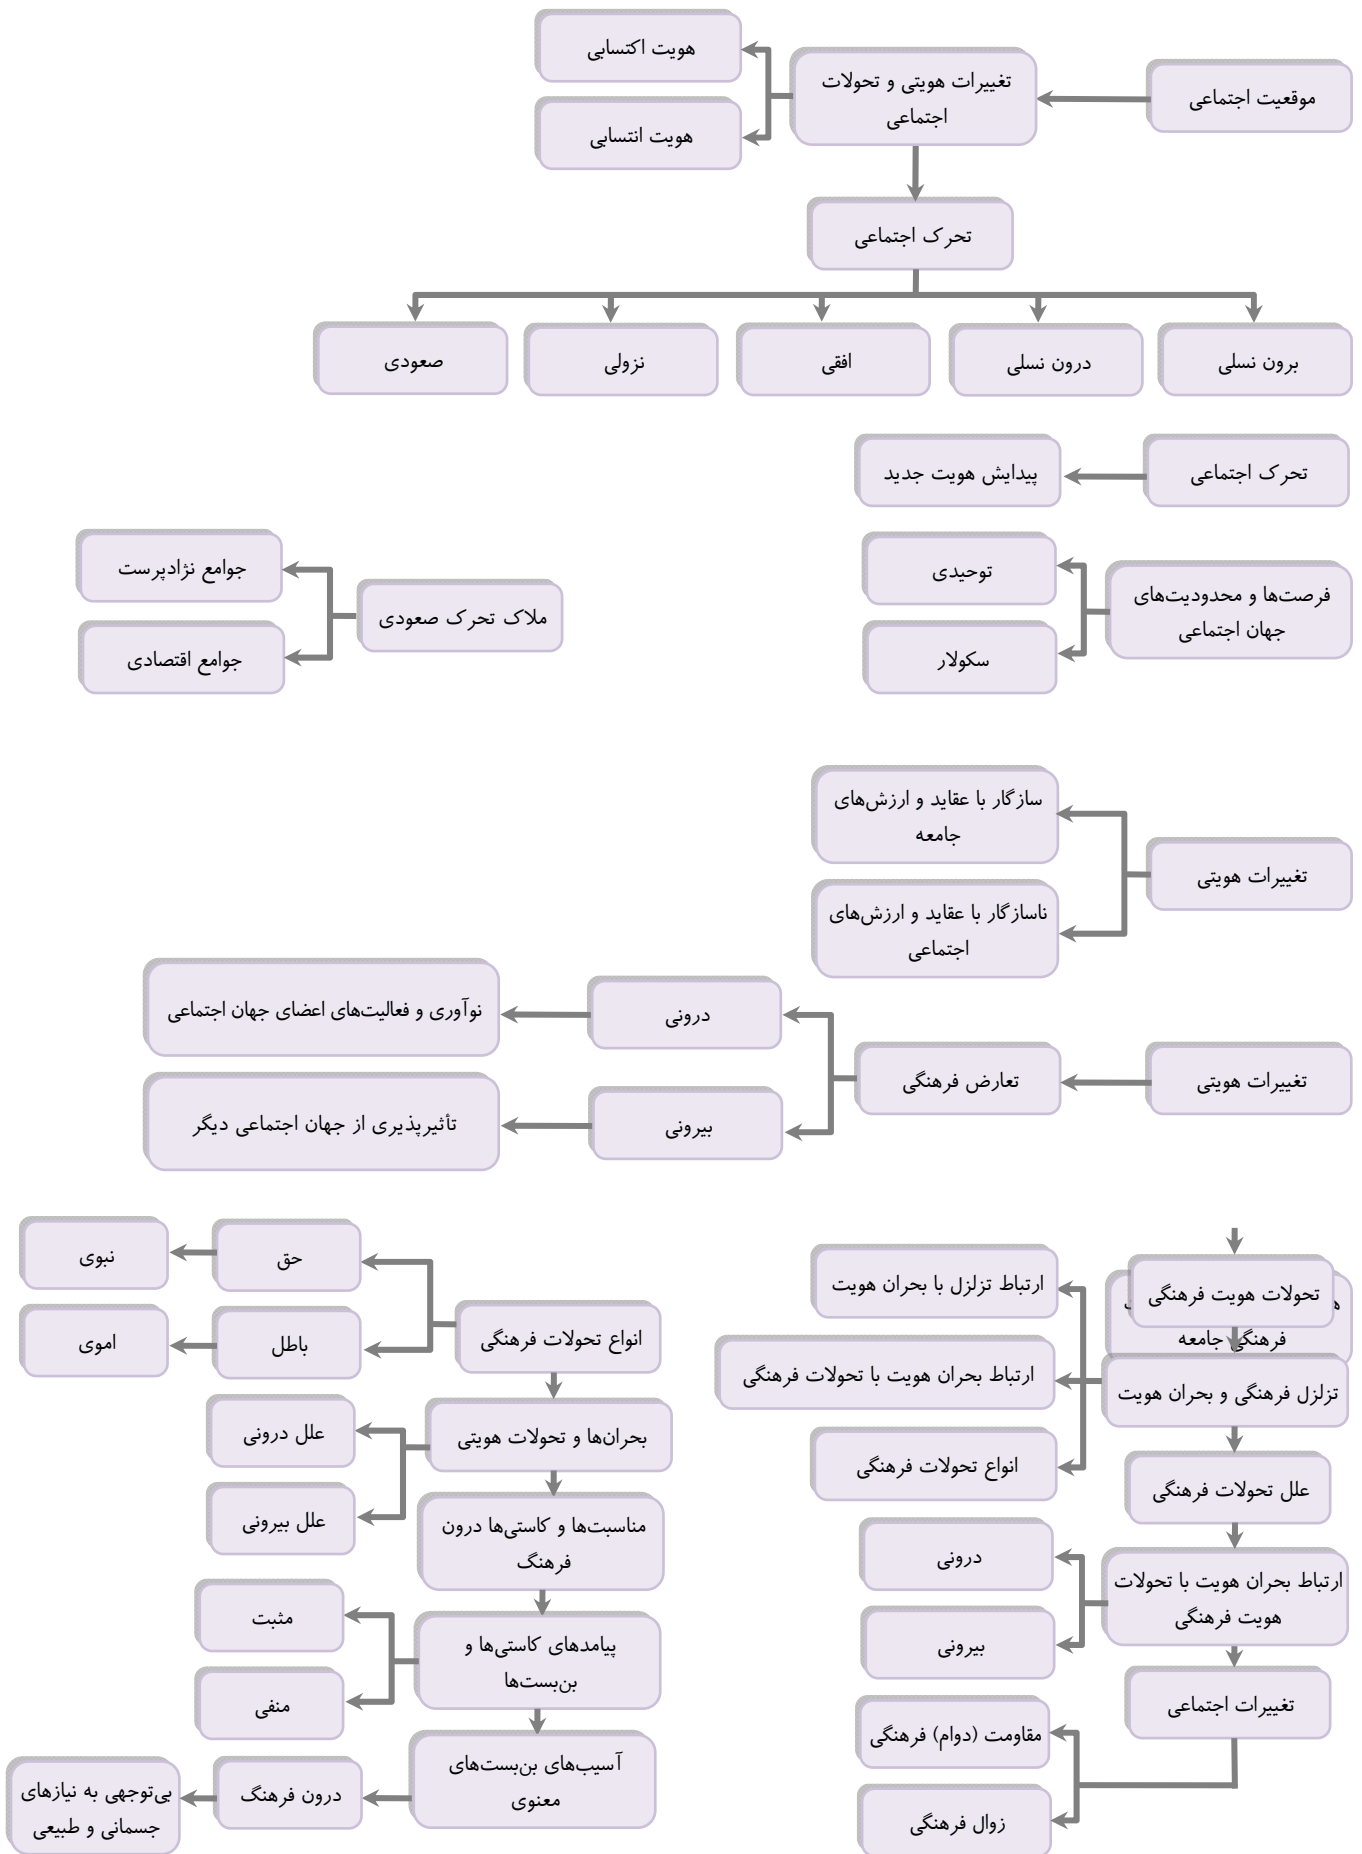 هویت اکتسابی
تغییرات هویتی و تحولات
اجتماعی
موقعیت اجتماعی
هویت انتسابی
تحرک اجتماعی
برون نسلی
درون نسلی
افقی
نزولی
صعودی
تحرک اجتماعی
پیدایش هویت جدید
فرصت‌ها و محدودیت‌های
جهان اجتماعی
توحیدی
سکولار
ملاک تحرک صعودی
جوامع نژادپرست
جوامع اقتصادی
تغییرات هویتی
سازگار با عقاید و ارزش‌های
جامعه
ناسازگار با عقاید و ارزش‌های
اجتماعی
تغییرات هویتی
تعارض فرهنگی
درونی
نوآوری و فعالیت‌های اعضای جهان اجتماعی
بیرونی
تأثیرپذیری از جهان اجتماعی دیگر
تحولات هویت فرهنگی
فرهنگی جامعه
تزلزل فرهنگی و بحران هویت
ارتباط تزلزل با بحران هویت
ارتباط بحران هویت با تحولات فرهنگی
انواع تحولات فرهنگی
علل تحولات فرهنگی
ارتباط بحران هویت با تحولات
هویت فرهنگی
درونی
بیرونی
تغییرات اجتماعی
مقاومت (دوام) فرهنگی
زوال فرهنگی
انواع تحولات فرهنگی
حق
نبوی
باطل
اموی
بحران‌ها و تحولات هویتی
علل درونی
علل بیرونی
مناسبت‌ها و کاستی‌ها درون
فرهنگ
پیامدهای کاستی‌ها و
بن‌بست‌ها
مثبت
منفی
آسیب‌های بن‌بست‌های
معنوی
درون فرهنگ
بی‌توجهی به نیازهای
جسمانی و طبیعی